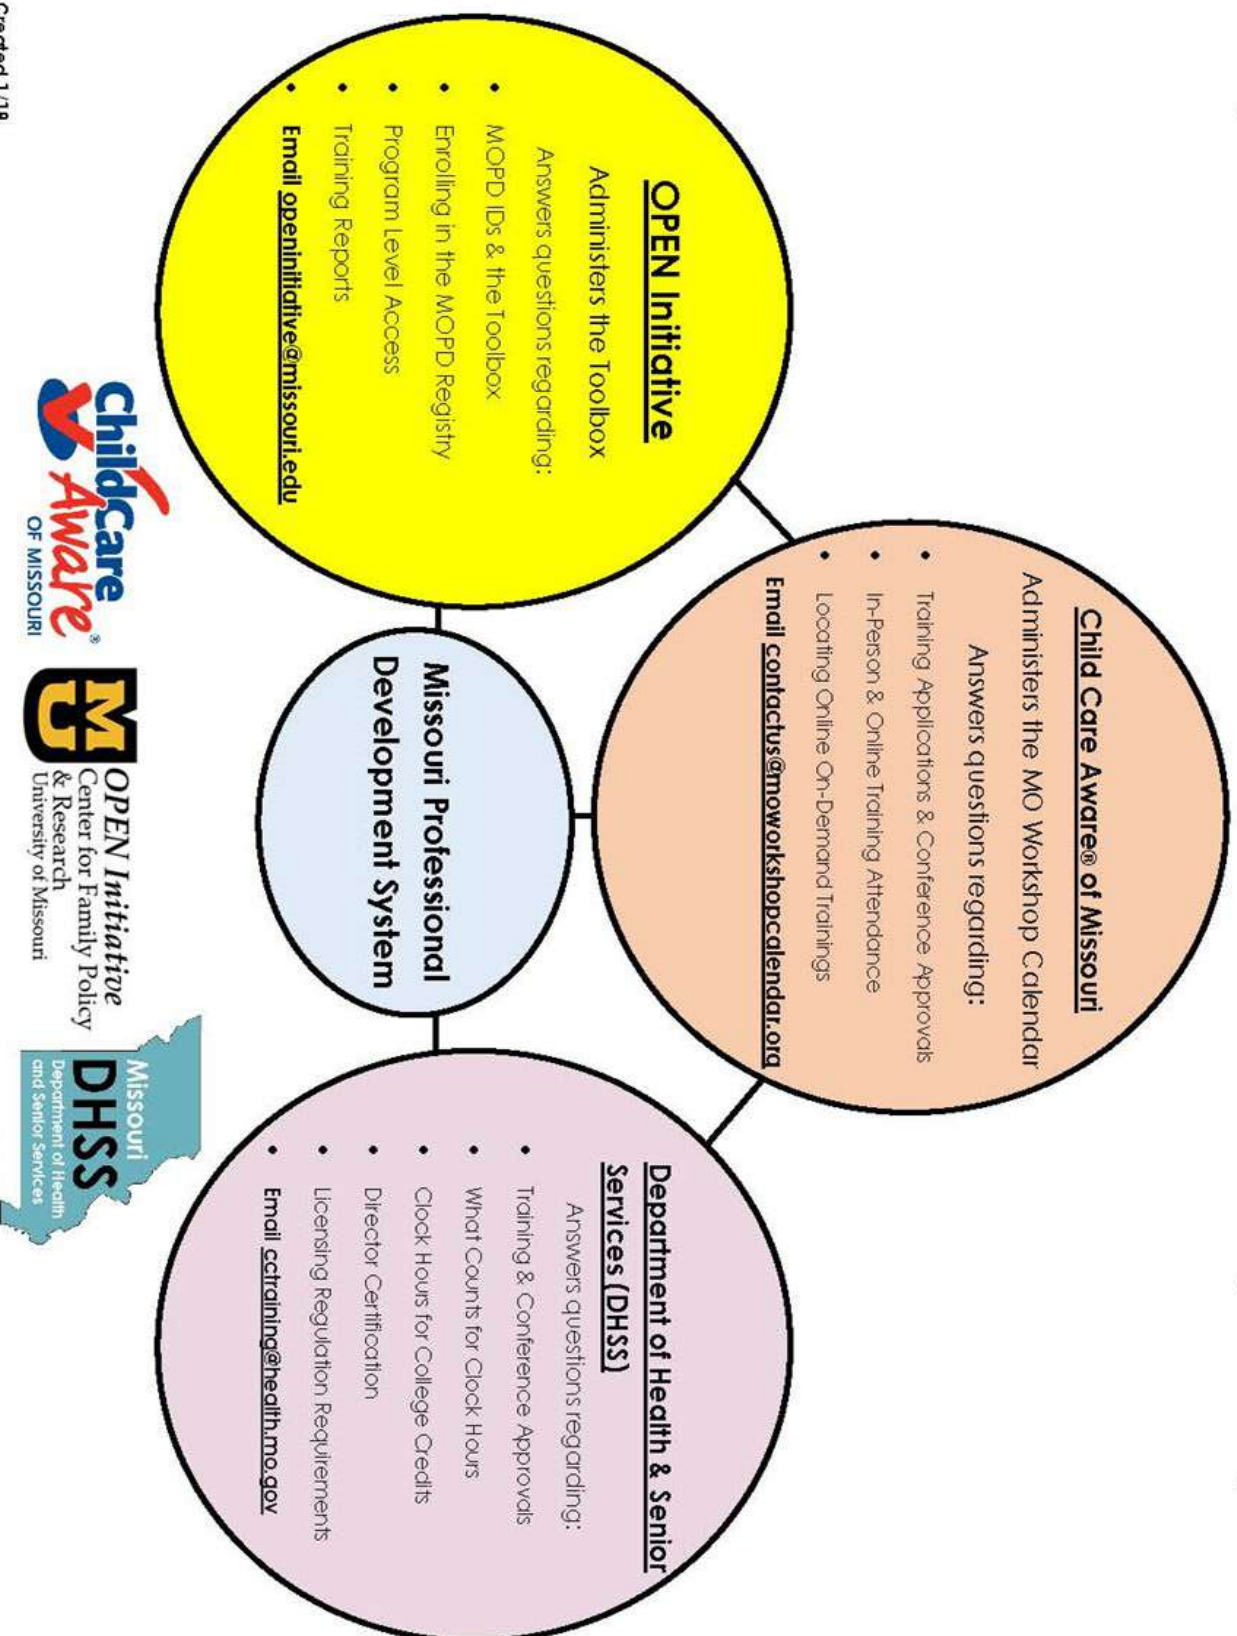 Child Care Aware® of Missouri
Administers the MO Workshop Calendar
Answers questions regarding:
• Training Applications & Conference Approvals
• In-Person & Online Training Attendance
• Locating Online On-Demand Trainings
Email contactus@moworkshopcalendar.org
OPEN Initiative
Administers the Toolbox
Answers questions regarding:
• MOPD IDs & the Toolbox
• Enrolling in the MOPD Registry
• Program Level Access
• Training Reports
• Email openinitiative@missouri.edu
Missouri Professional
Development System
Department of Health & Senior
Services (DHSS)
Answers questions regarding:
• Training & Conference Approvals
• What Counts for Clock Hours
• Clock Hours for College Credits
• Director Certification
• Licensing Regulation Requirements
• Email cctraining@health.mo.gov
ChildCare
Aware®
OF MISSOURI
MU
OPEN Initiative
Center for Family Policy
& Research
University of Missouri
Missouri
DHSS
Department of Health
and Senior Services
Created 1/19